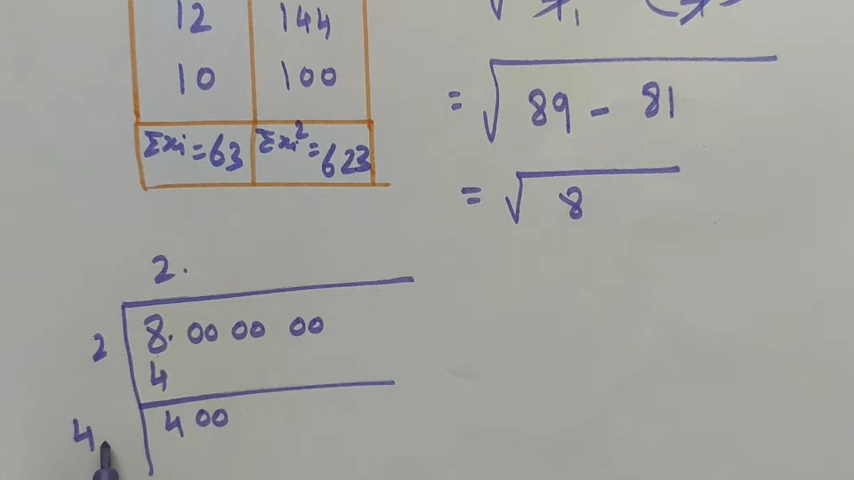 12 144
10 100
Σxi = 63 Σxi² = 623
= √89 - 81
= √8
2.
2 8. 00 00 00
4
4 400